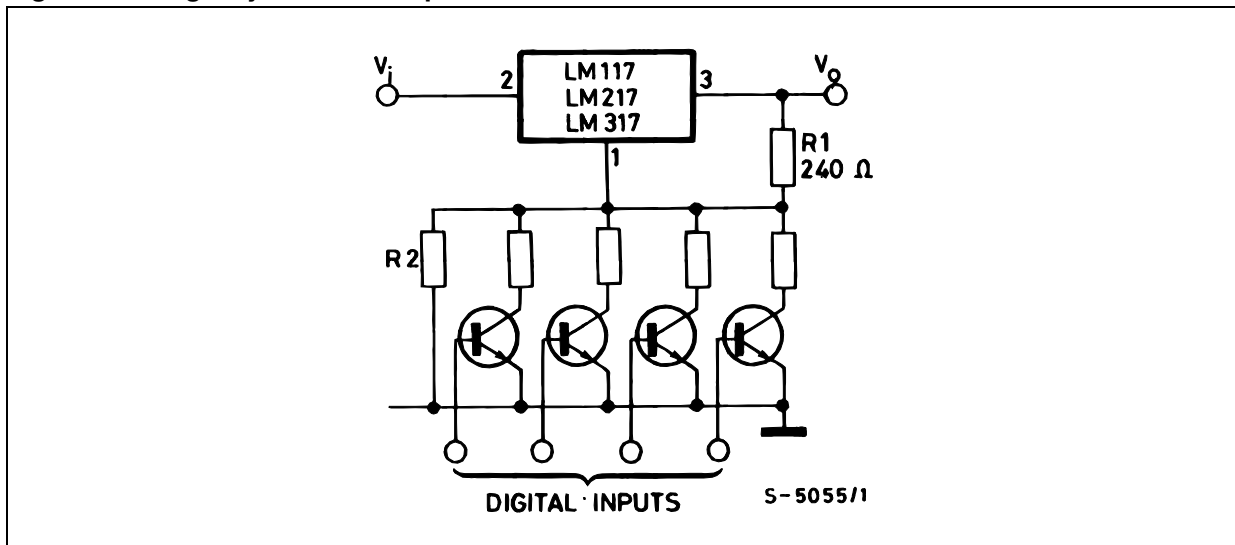 Vi
2
LM117
LM217
LM317
3
Vo
1
R1
240 Ω
R2
DIGITAL INPUTS
S-5055/1